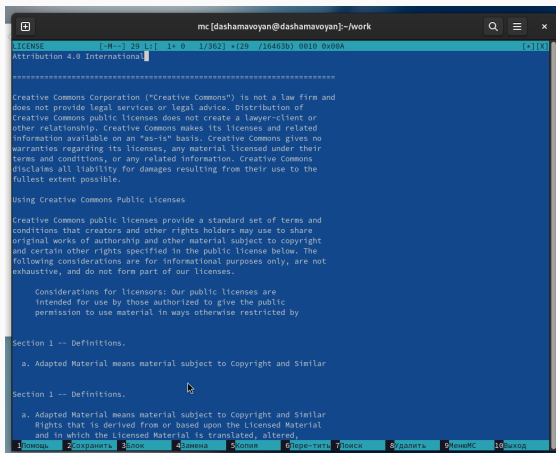 mc [dashamavoyan@dashamavoyan]:~/work
LICENSE [-M--] 29 L:[ 1+ 0 1/362] *(29 /16463b) 0010 0x00A [*][X]
Attribution 4.0 International
=======================================================================
Creative Commons Corporation ("Creative Commons") is not a law firm and
does not provide legal services or legal advice. Distribution of
Creative Commons public licenses does not create a lawyer-client or
other relationship. Creative Commons makes its licenses and related
information available on an "as-is" basis. Creative Commons gives no
warranties regarding its licenses, any material licensed under their
terms and conditions, or any related information. Creative Commons
disclaims all liability for damages resulting from their use to the
fullest extent possible.
Using Creative Commons Public Licenses
Creative Commons public licenses provide a standard set of terms and
conditions that creators and other rights holders may use to share
original works of authorship and other material subject to copyright
and certain other rights specified in the public license below. The
following considerations are for informational purposes only, are not
exhaustive, and do not form part of our licenses.
Considerations for licensors: Our public licenses are
intended for use by those authorized to give the public
permission to use material in ways otherwise restricted by
Section 1 -- Definitions.
a. Adapted Material means material subject to Copyright and Similar
Section 1 -- Definitions.
a. Adapted Material means material subject to Copyright and Similar
Rights that is derived from or based upon the Licensed Material
and in which the Licensed Material is translated, altered,
1Помощь 2Сохранить 3Блок 4Замена 5Копия 6Пере~тить 7Поиск 8Удалить 9МенюMC 10Выход